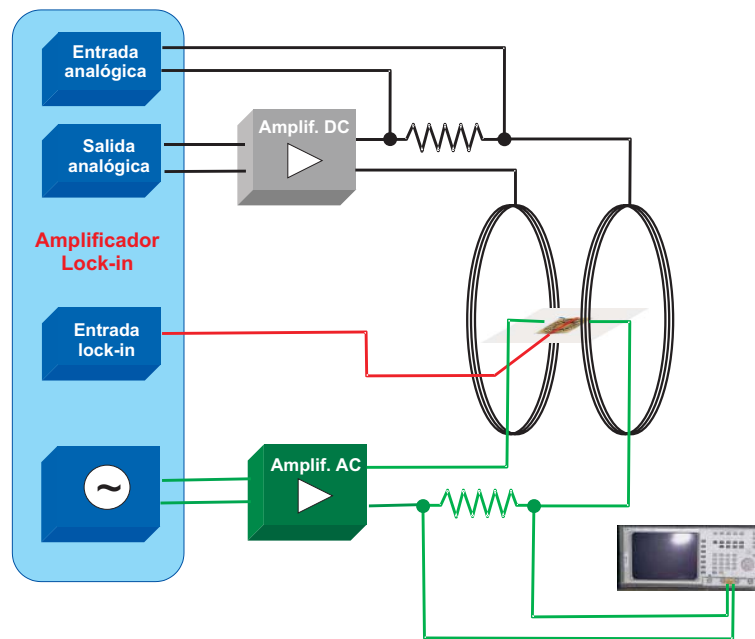 Entrada
analógica
Amplif. DC
Salida
analógica
Amplificador
Lock-in
Entrada
lock-in
Amplif. AC
~